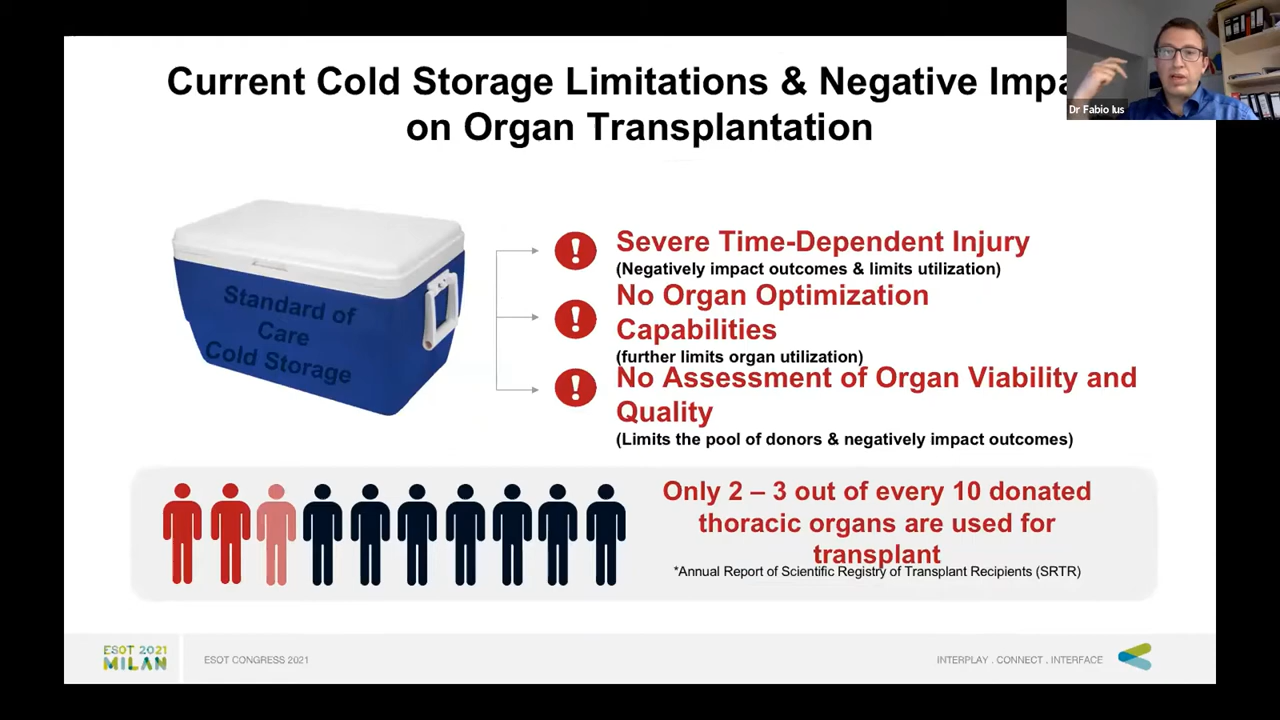 Current Cold Storage Limitations & Negative Impa
on Organ Transplantation
Dr Fabio Ius
Standard of
Care
Cold Storage
Severe Time-Dependent Injury
(Negatively impact outcomes & limits utilization)
No Organ Optimization
Capabilities
(further limits organ utilization)
No Assessment of Organ Viability and
Quality
(Limits the pool of donors & negatively impact outcomes)
Only 2 – 3 out of every 10 donated
thoracic organs are used for
transplant
*Annual Report of Scientific Registry of Transplant Recipients (SRTR)
ESOT 2021
MILAN
ESOT CONGRESS 2021
INTERPLAY . CONNECT . INTERFACE